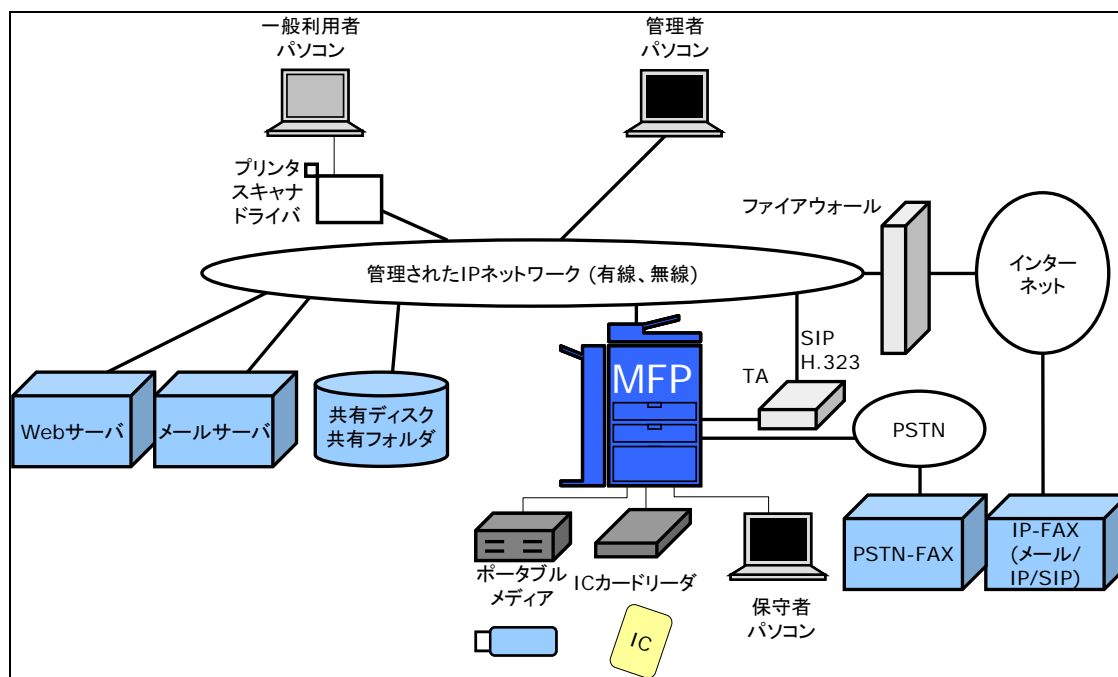 一般利用者
パソコン
管理者
パソコン
プリンタ
スキャナ
ドライバ
ファイアウォール
管理されたIPネットワーク (有線、無線)
インター
ネット
SIP
H.323
MFP
TA
Webサーバ
メールサーバ
共有ディスク
共有フォルダ
PSTN
PSTN-FAX
IP-FAX
(メール/
IP/SIP)
ポータブル
メディア
ICカードリーダ
保守者
パソコン
IC